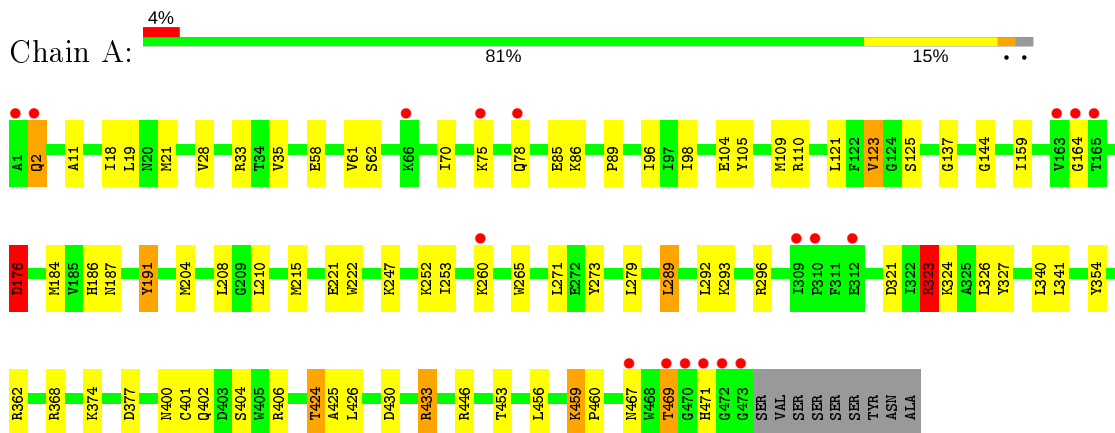 4%
Chain A:
81%
15%
A1 Q2 A11 I18 L19 N20 M21 V28 R33 T34 V35 E58 V61 S62 K66 I70 K75 Q78 E85 K86 P89 I96 I97 I98 E104 Y105 M109 R110 L121 F122 V123 G124 S125 G137 G144 I159 V163 G164 T165
D176 M184 V185 H186 N187 Y191 M204 L208 G209 L210 M215 E221 W222 K247 K252 I253 K260 W265 L271 E272 Y273 L279 L289 L292 K293 R296 I309 P310 F311 E312 D321 I322 R323 K324 A325 L326 Y327 L340 L341 Y354
R362 R368 K374 D377 N400 C401 Q402 D403 S404 W405 R406 T424 A425 L426 D430 R433 R446 T453 L456 K459 P460 N467 W468 T469 G470 H471 G472 G473 SER VAL SER SER SER SER TYR ASN ALA